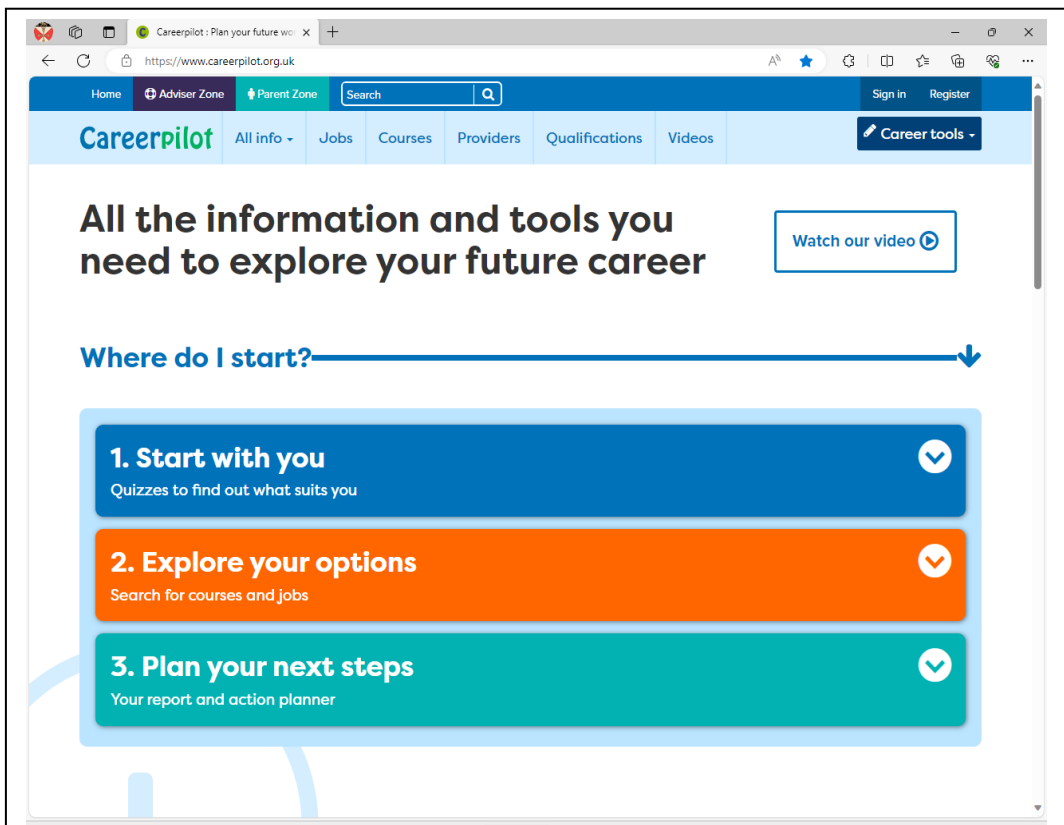 Careerpilot : Plan your future wo
https://www.careerpilot.org.uk
Home Adviser Zone Parent Zone Search Sign in Register
Careerpilot All info Jobs Courses Providers Qualifications Videos Career tools
All the information and tools you
need to explore your future career
Watch our video
Where do I start?
1. Start with you
Quizzes to find out what suits you
2. Explore your options
Search for courses and jobs
3. Plan your next steps
Your report and action planner